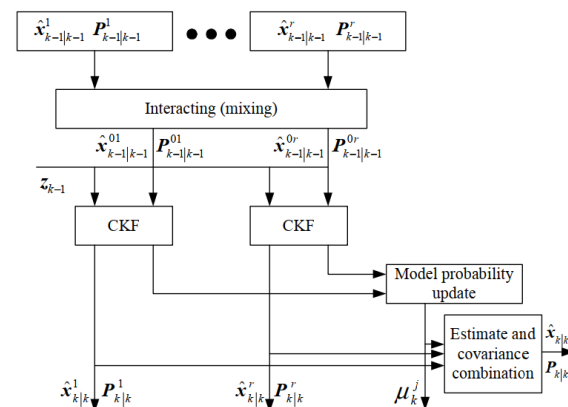 x̂¹ₖ₋₁|ₖ₋₁ P¹ₖ₋₁|ₖ₋₁ ●●● x̂ʳₖ₋₁|ₖ₋₁ Pʳₖ₋₁|ₖ₋₁
Interacting (mixing)
x̂⁰¹ₖ₋₁|ₖ₋₁ P⁰¹ₖ₋₁|ₖ₋₁ x̂⁰ʳₖ₋₁|ₖ₋₁ P⁰ʳₖ₋₁|ₖ₋₁
zₖ₋₁
CKF CKF
Model probability
update
Estimate and
covariance
combination
x̂ₖ|ₖ
Pₖ|ₖ
x̂¹ₖ|ₖ P¹ₖ|ₖ x̂ʳₖ|ₖ Pʳₖ|ₖ μₖʲ